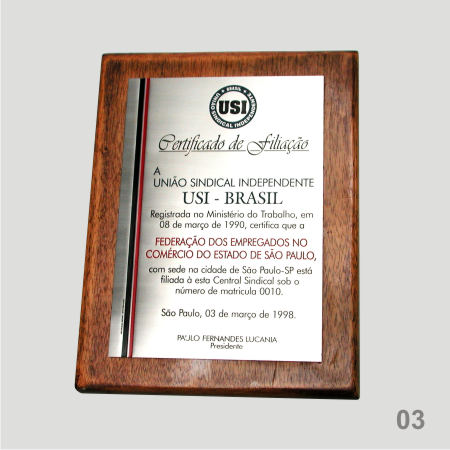 BRASIL
USI
UNIÃO SINDICAL INDEPENDENTE
Certificado de Filiação
A
UNIÃO SINDICAL INDEPENDENTE
USI - BRASIL
Registrada no Ministério do Trabalho, em
08 de março de 1990, certifica que a
FEDERAÇÃO DOS EMPREGADOS NO
COMÉRCIO DO ESTADO DE SÃO PAULO,
com sede na cidade de São Paulo-SP está
filiada à esta Central Sindical sob o
número de matricula 0010.
São Paulo, 03 de março de 1998.
PAULO FERNANDES LUCANIA
Presidente
03